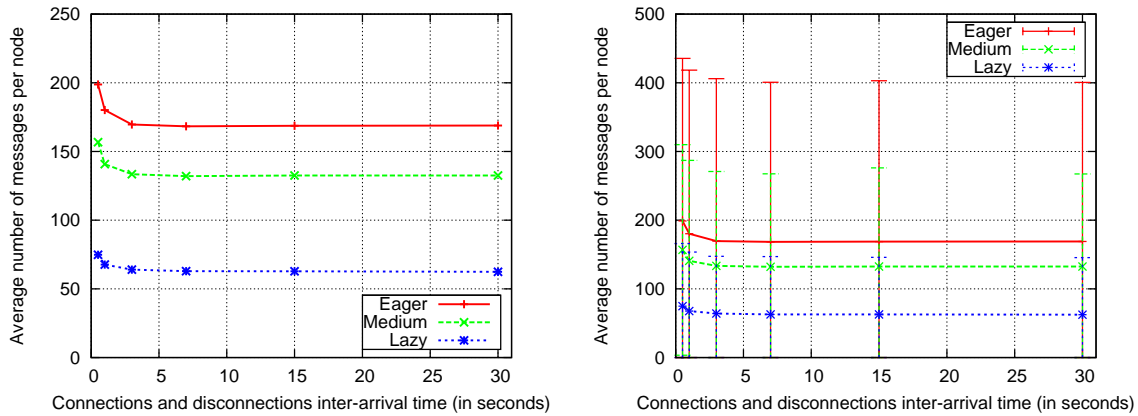 Average number of messages per node
250
200
150
100
50
0
Eager
Medium
Lazy
0 5 10 15 20 25 30
Connections and disconnections inter-arrival time (in seconds)
Average number of messages per node
500
400
300
200
100
0
Eager
Medium
Lazy
0 5 10 15 20 25 30
Connections and disconnections inter-arrival time (in seconds)